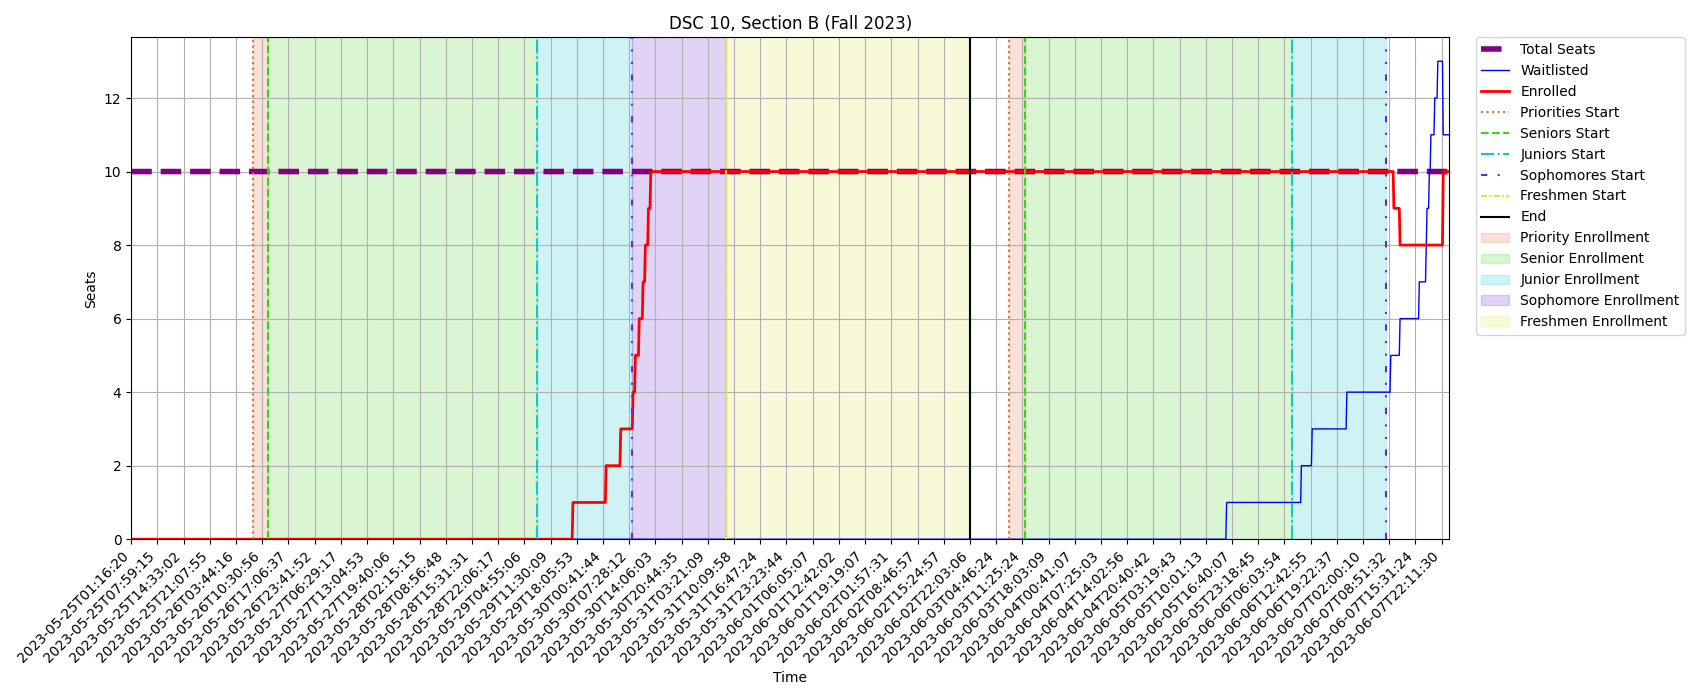 DSC 10, Section B (Fall 2023)
Seats
12
10
8
6
4
2
0
2023-05-25T01:16:20
2023-05-25T07:59:15
2023-05-25T14:33:02
2023-05-25T21:07:55
2023-05-26T03:44:16
2023-05-26T10:30:56
2023-05-26T17:06:37
2023-05-26T23:41:52
2023-05-27T06:29:17
2023-05-27T13:04:53
2023-05-27T19:40:06
2023-05-28T02:15:15
2023-05-28T08:56:48
2023-05-28T15:31:31
2023-05-28T22:06:17
2023-05-29T04:55:06
2023-05-29T11:30:09
2023-05-29T18:05:53
2023-05-30T00:41:44
2023-05-30T07:28:12
2023-05-30T14:06:03
2023-05-30T20:44:35
2023-05-31T03:21:09
2023-05-31T10:09:58
2023-05-31T16:47:24
2023-05-31T23:23:44
2023-06-01T06:05:07
2023-06-01T12:42:02
2023-06-01T19:19:07
2023-06-02T01:57:31
2023-06-02T08:46:57
2023-06-02T15:24:57
2023-06-02T22:03:06
2023-06-03T04:46:24
2023-06-03T11:25:24
2023-06-03T18:03:09
2023-06-04T00:41:07
2023-06-04T07:25:03
2023-06-04T14:02:56
2023-06-04T20:40:42
2023-06-05T03:19:43
2023-06-05T10:01:13
2023-06-05T16:40:07
2023-06-05T23:18:45
2023-06-06T06:03:54
2023-06-06T12:42:55
2023-06-06T19:22:37
2023-06-07T02:00:10
2023-06-07T08:51:32
2023-06-07T15:31:24
2023-06-07T22:11:30
Time
Total Seats
Waitlisted
Enrolled
Priorities Start
Seniors Start
Juniors Start
Sophomores Start
Freshmen Start
End
Priority Enrollment
Senior Enrollment
Junior Enrollment
Sophomore Enrollment
Freshmen Enrollment